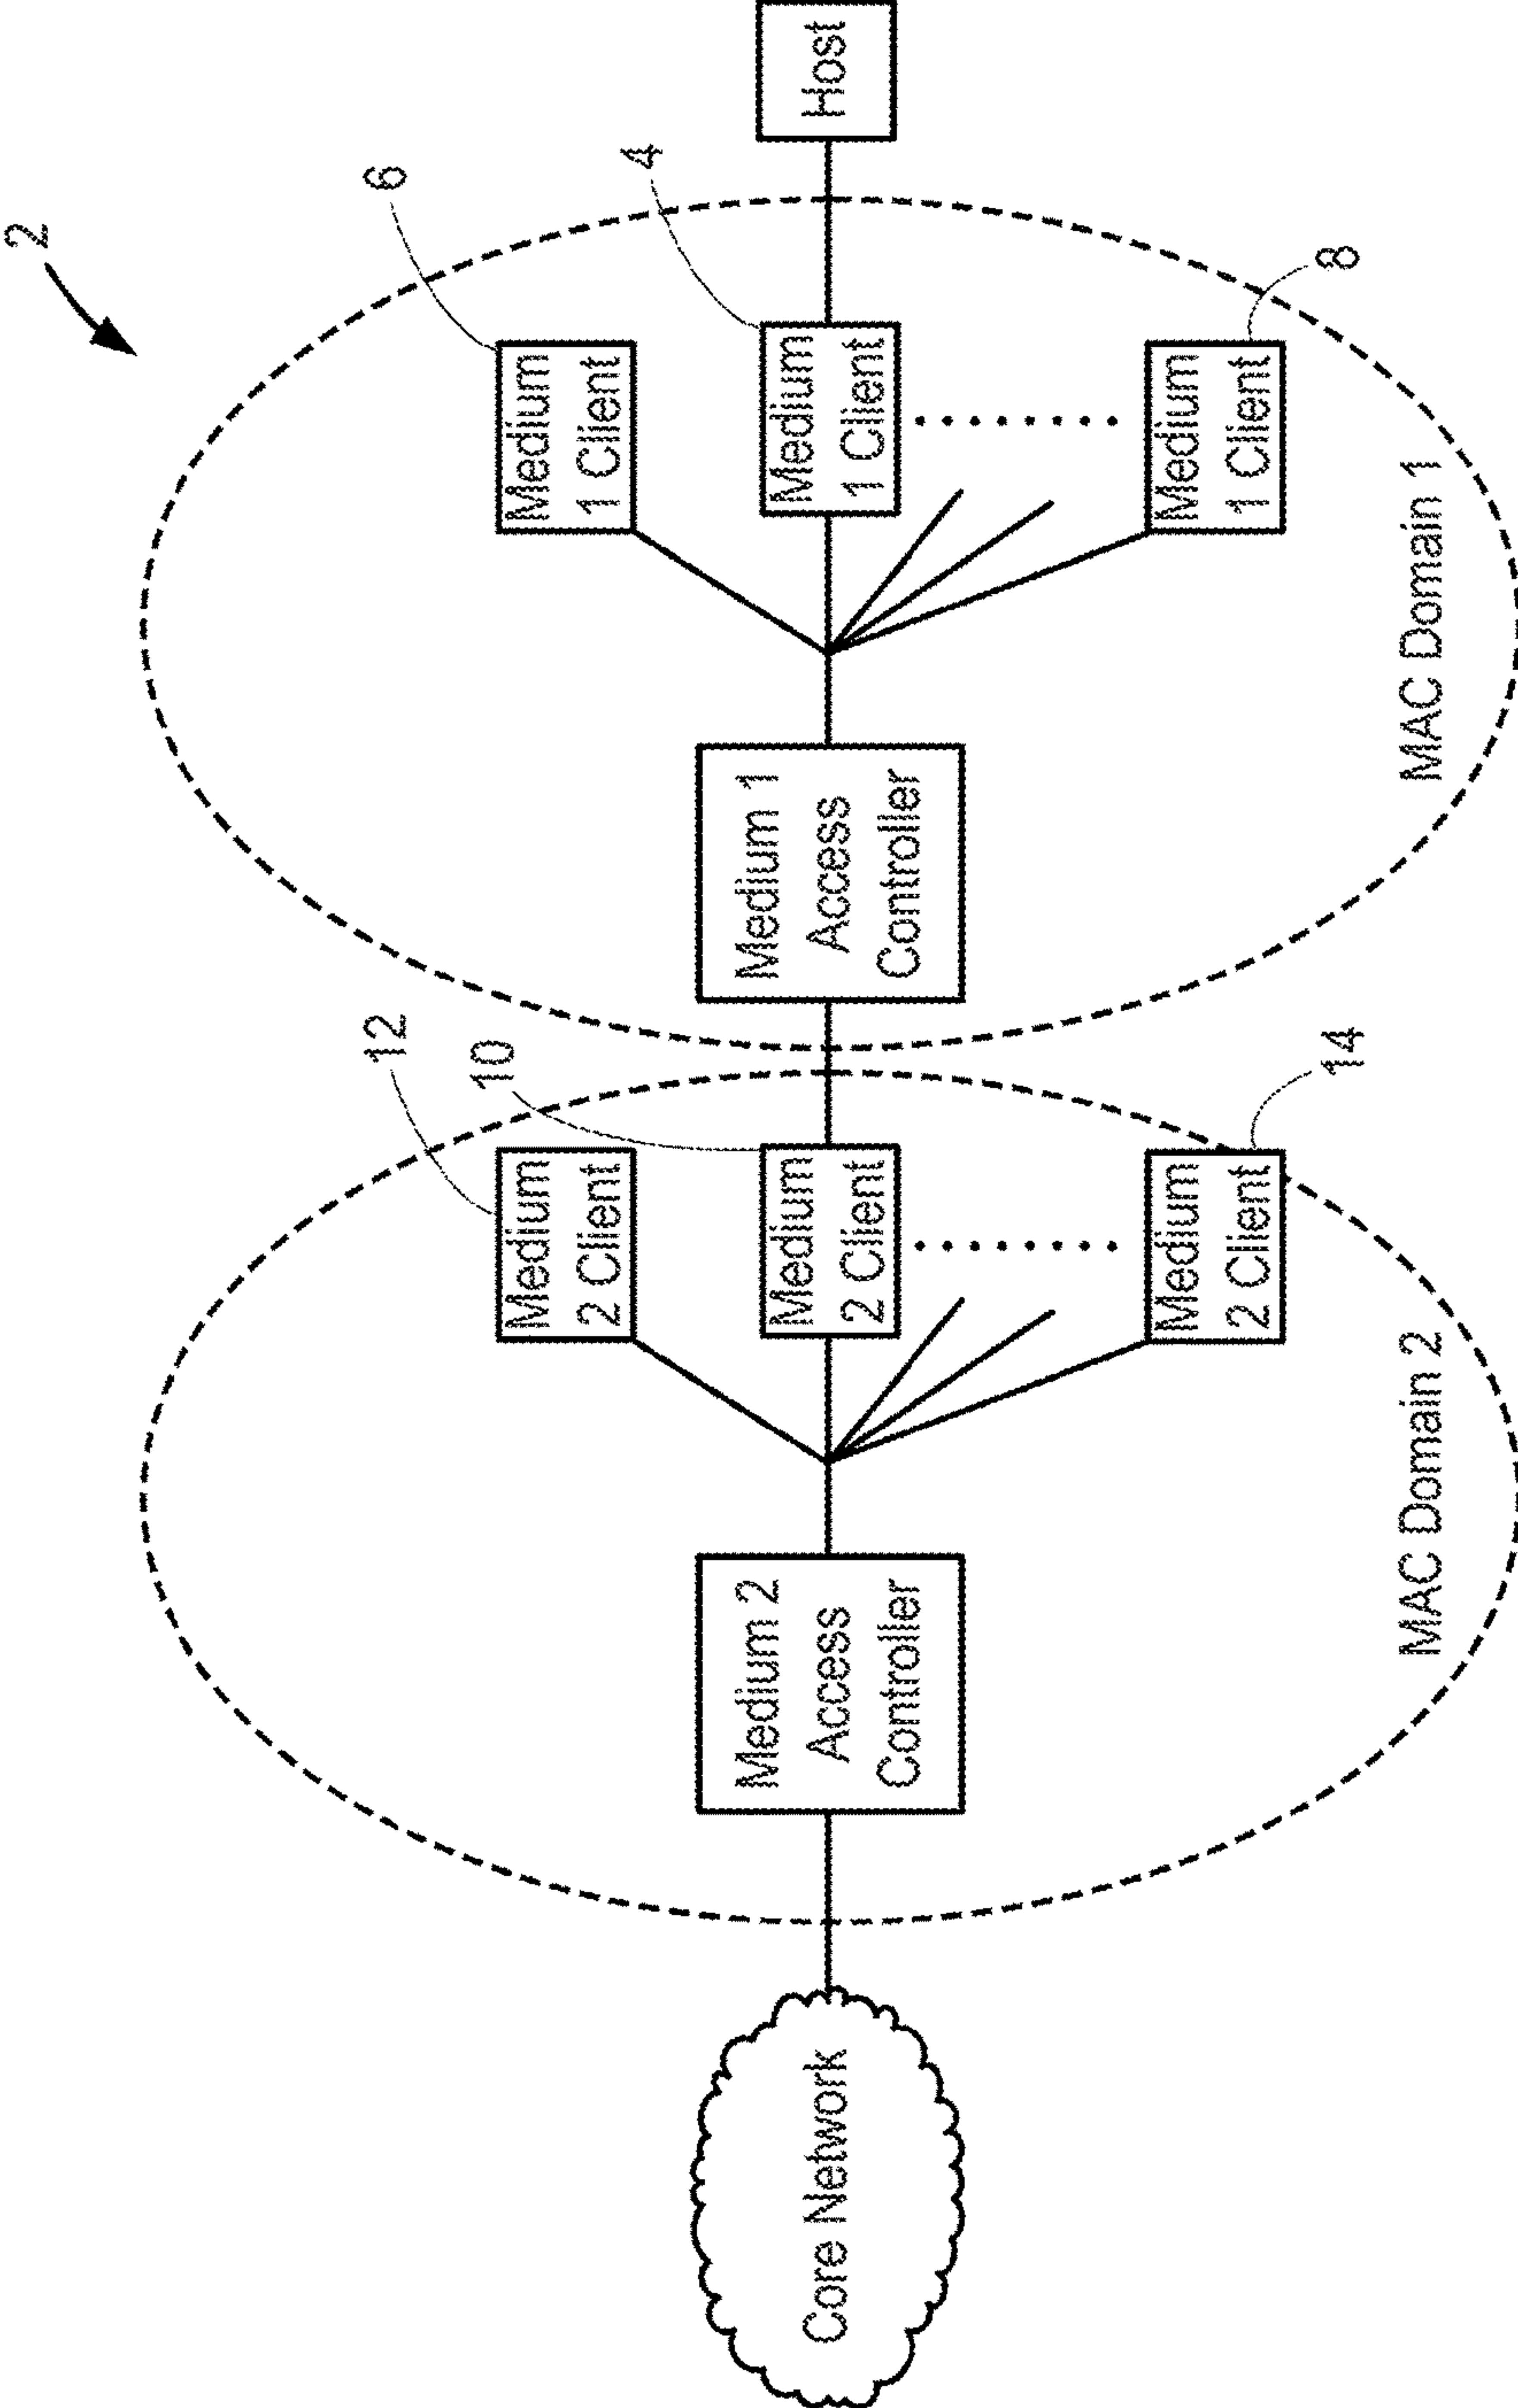 2
6
4
Medium
1 Client
Medium
1 Client
Host
8
Medium
1 Client
Medium 1
Access
Controller
MAC Domain 1
12
10
Medium
2 Client
Medium
2 Client
14
Medium
2 Client
Medium 2
Access
Controller
MAC Domain 2
Core Network